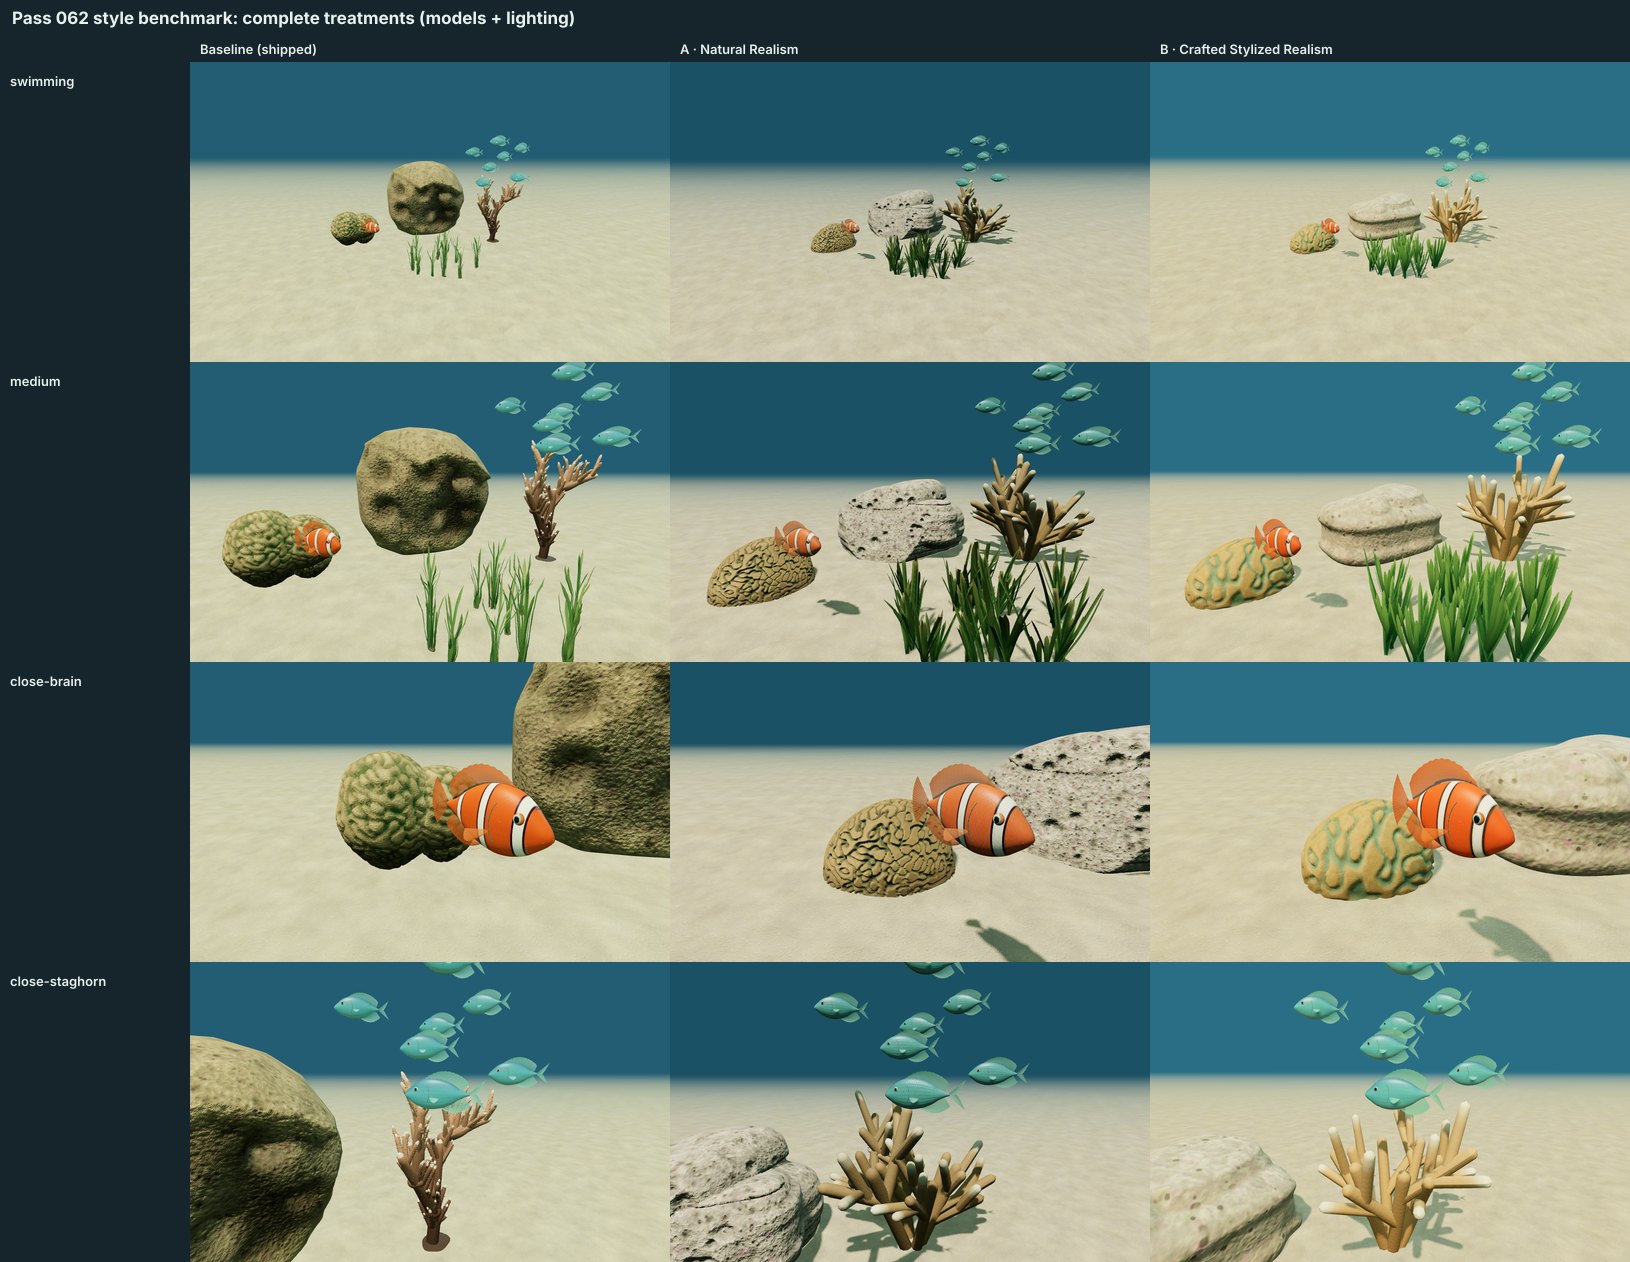 Pass 062 style benchmark: complete treatments (models + lighting)
Baseline (shipped)
A · Natural Realism
B · Crafted Stylized Realism
swimming
medium
close-brain
close-staghorn